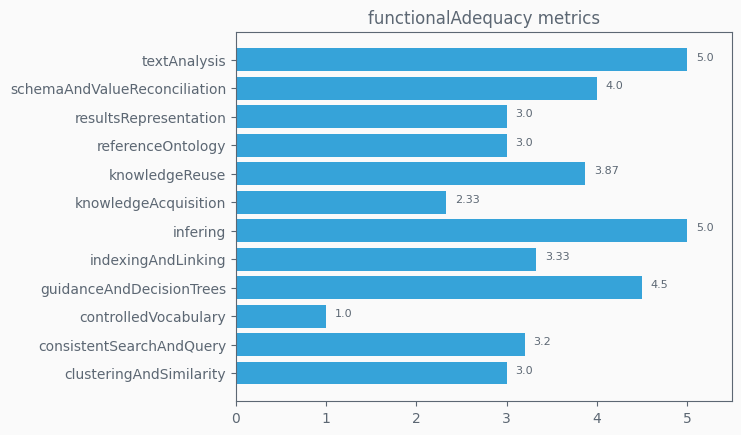 functionalAdequacy metrics
textAnalysis 5.0
schemaAndValueReconciliation 4.0
resultsRepresentation 3.0
referenceOntology 3.0
knowledgeReuse 3.87
knowledgeAcquisition 2.33
infering 5.0
indexingAndLinking 3.33
guidanceAndDecisionTrees 4.5
controlledVocabulary 1.0
consistentSearchAndQuery 3.2
clusteringAndSimilarity 3.0
0 1 2 3 4 5